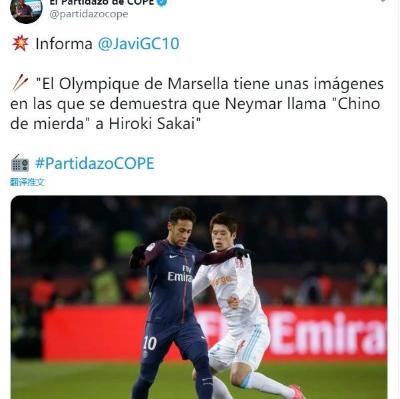 El Partidazo de COPE
@partidazocope
Informa @JaviGC10
"El Olympique de Marsella tiene unas imágenes
en las que se demuestra que Neymar llama "Chino
de mierda" a Hiroki Sakai"
#PartidazoCOPE
翻译推文
Fly
Emirates
10
Emira